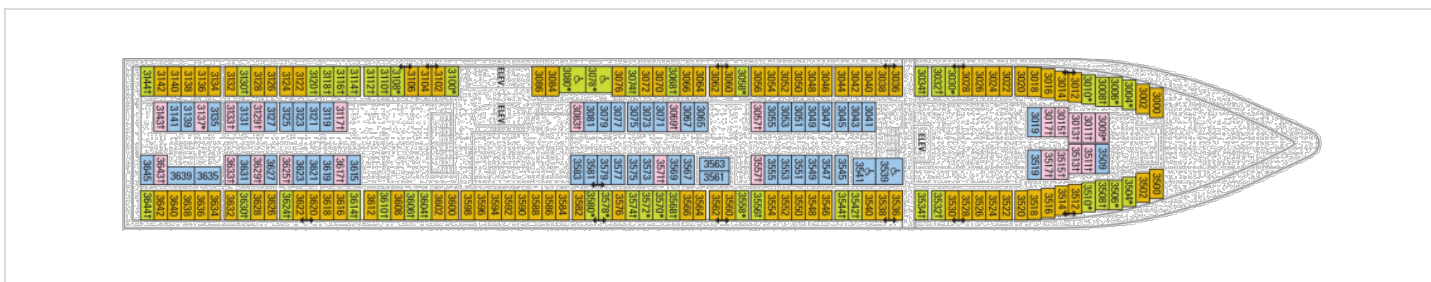 3144† 3142 3140 3138 3136 3134 3132 3130† 3128 3126 3124 3122 3120† 3118† 3116† 3114† 3112† 3110† 3108* 3106 3104 3102 3100* ELEV 3086 3084 3080* 3078* 3076 3074† 3072 3070 3068† 3066 3064 3062 3060 3058* 3056 3054 3052 3050 3048 3046 3044 3042 3040 3038 3036 3034† 3032† 3030* 3028 3026 3024 3022 3020 3018 3016 3014 3012 3010* 3008† 3006* 3004* 3002 3000
3143† 3141 3139 3137* 3135 3133† 3131 3129† 3127 3125 3123 3121 3119 3117† ELEV 3083† 3081 3079 3077 3075 3073 3071 3069† 3067 3065 3057† 3055 3053 3051 3049 3047 3045 3043 3041 3019 3017† 3015† 3013† 3011† 3009*
ELEV
3645 3643† 3639 3635 3633† 3631 3629† 3627 3625† 3623 3621 3619 3617† 3615 3583 3581 3579 3577 3575 3573 3571† 3569 3567 3563 3561 3557† 3555 3553 3551 3549 3547 3545 3541 3539 3519 3517† 3515† 3513† 3511† 3509
3644† 3642 3640 3638 3636 3634 3632 3630† 3628 3626 3624† 3622 3620 3618 3616 3614† 3612 3610† 3608 3606† 3604† 3602 3600 3598 3596 3594 3592 3590 3588 3586 3584 3582 3580* 3578* 3576 3574† 3572* 3570* 3568† 3566 3564 3562 3560 3558* 3556† 3554 3552 3550 3548 3546 3544† 3542† 3540 3538 3536 3534† 3532† 3530 3528 3526 3524 3522 3520 3518 3516 3514 3512 3510* 3508† 3506* 3504* 3502 3500